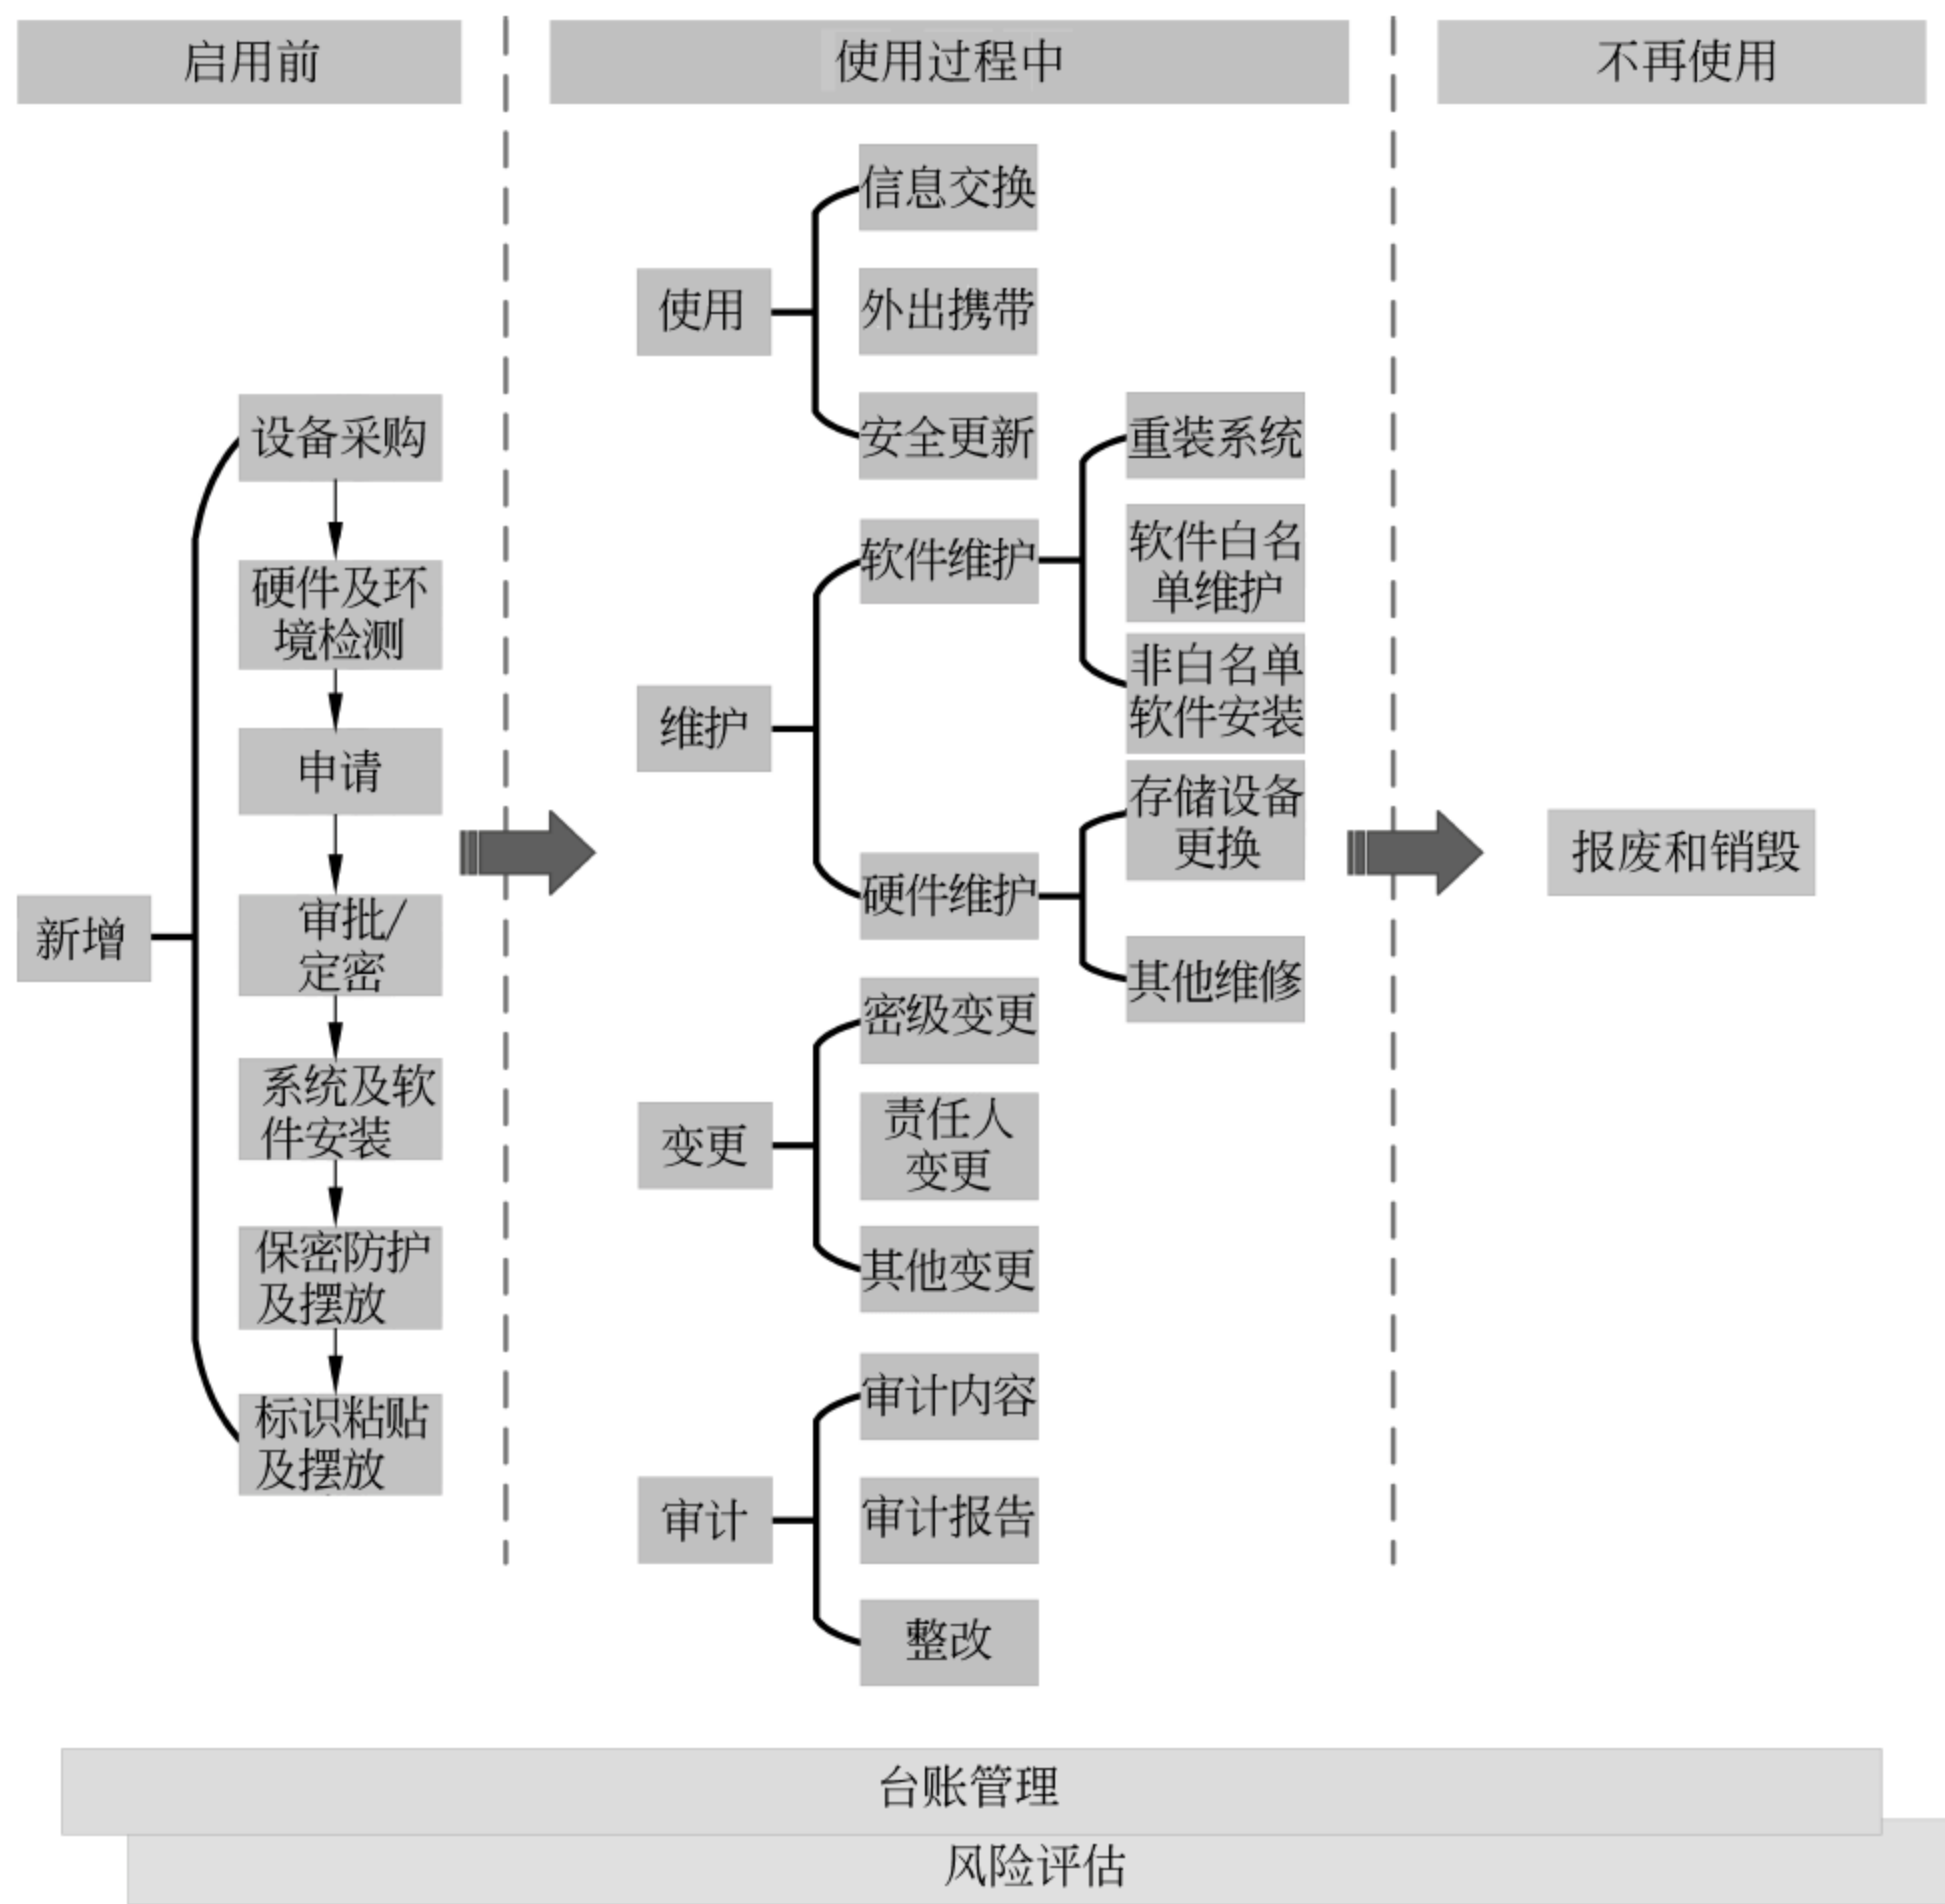 启用前
使用过程中
不再使用
新增
设备采购
硬件及环
境检测
申请
审批/
定密
系统及软
件安装
保密防护
及摆放
标识粘贴
及摆放
使用
信息交换
外出携带
安全更新
维护
软件维护
重装系统
软件白名
单维护
非白名单
软件安装
硬件维护
存储设备
更换
其他维修
变更
密级变更
责任人
变更
其他变更
审计
审计内容
审计报告
整改
报废和销毁
台账管理
风险评估